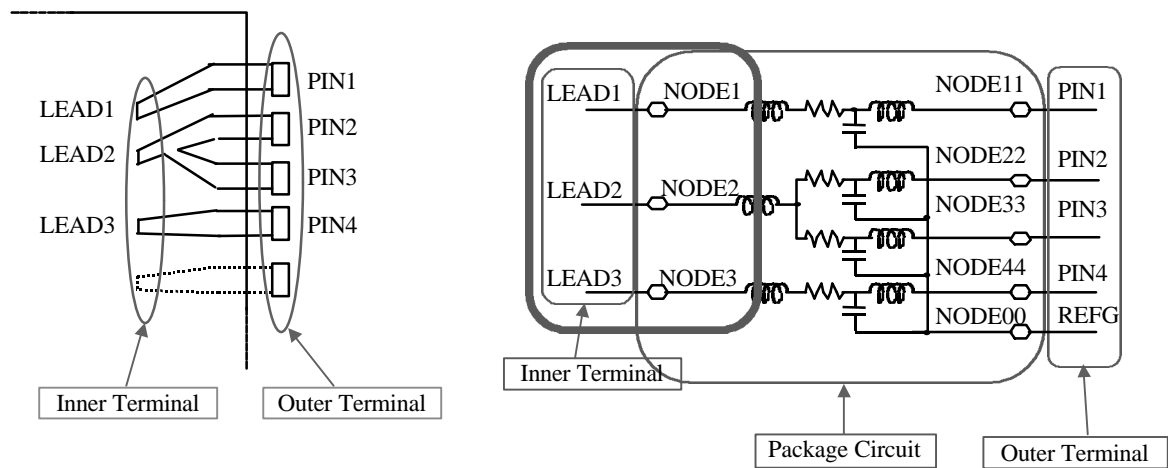 LEAD1
LEAD2
LEAD3
PIN1
PIN2
PIN3
PIN4
Inner Terminal
Outer Terminal
LEAD1
NODE1
NODE11
PIN1
LEAD2
NODE2
NODE22
PIN2
NODE33
PIN3
LEAD3
NODE3
NODE44
PIN4
NODE00
REFG
Inner Terminal
Package Circuit
Outer Terminal